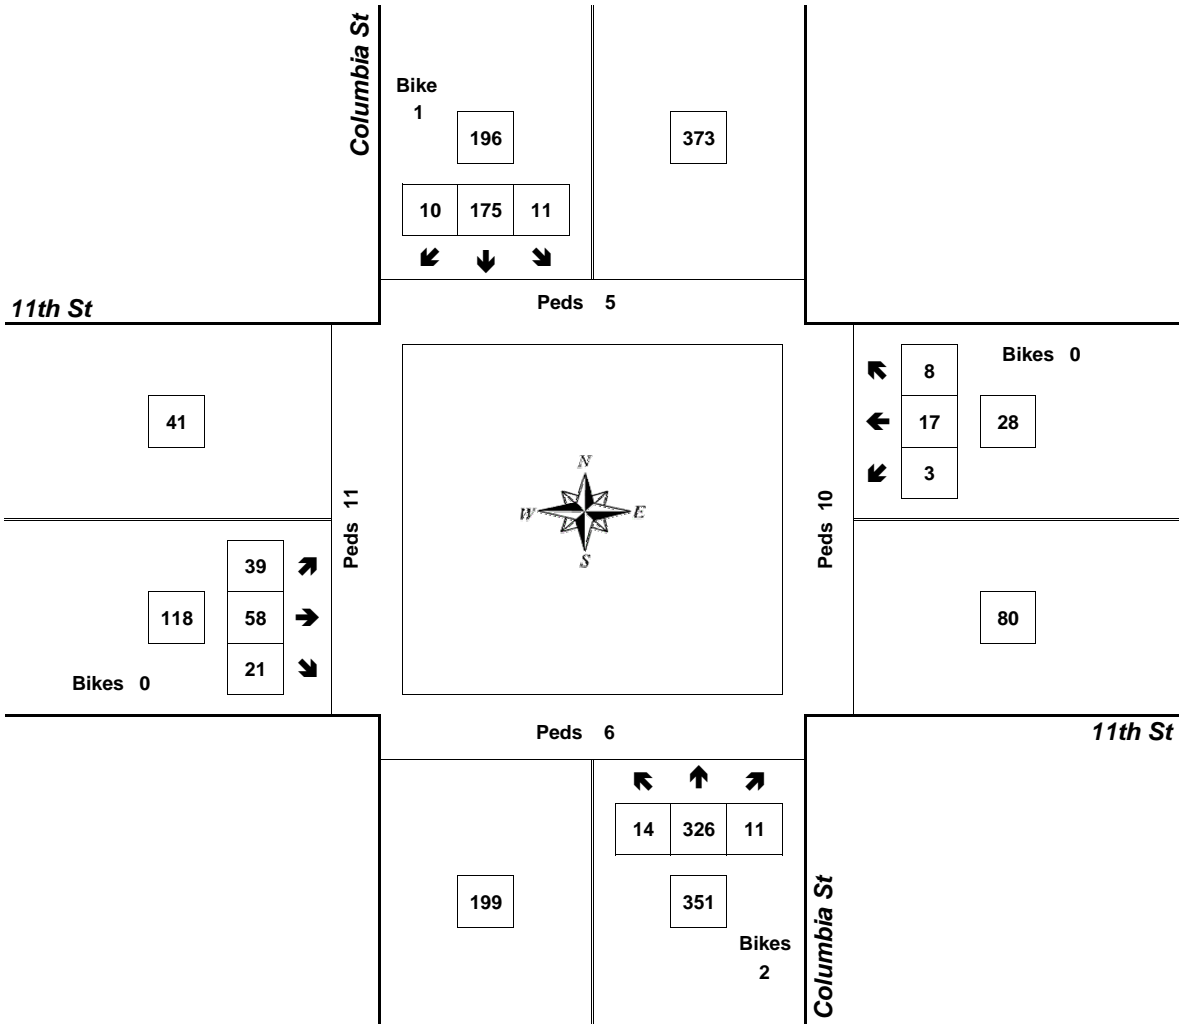 Columbia St
Bike
1
196
373
10 175 11
11th St
Peds 5
8
Bikes 0
41
17
28
3
N
W E
S
Peds 11
Peds 10
39
118
58
80
21
Bikes 0
Peds 6
11th St
14 326 11
199
351
Columbia St
Bikes
2